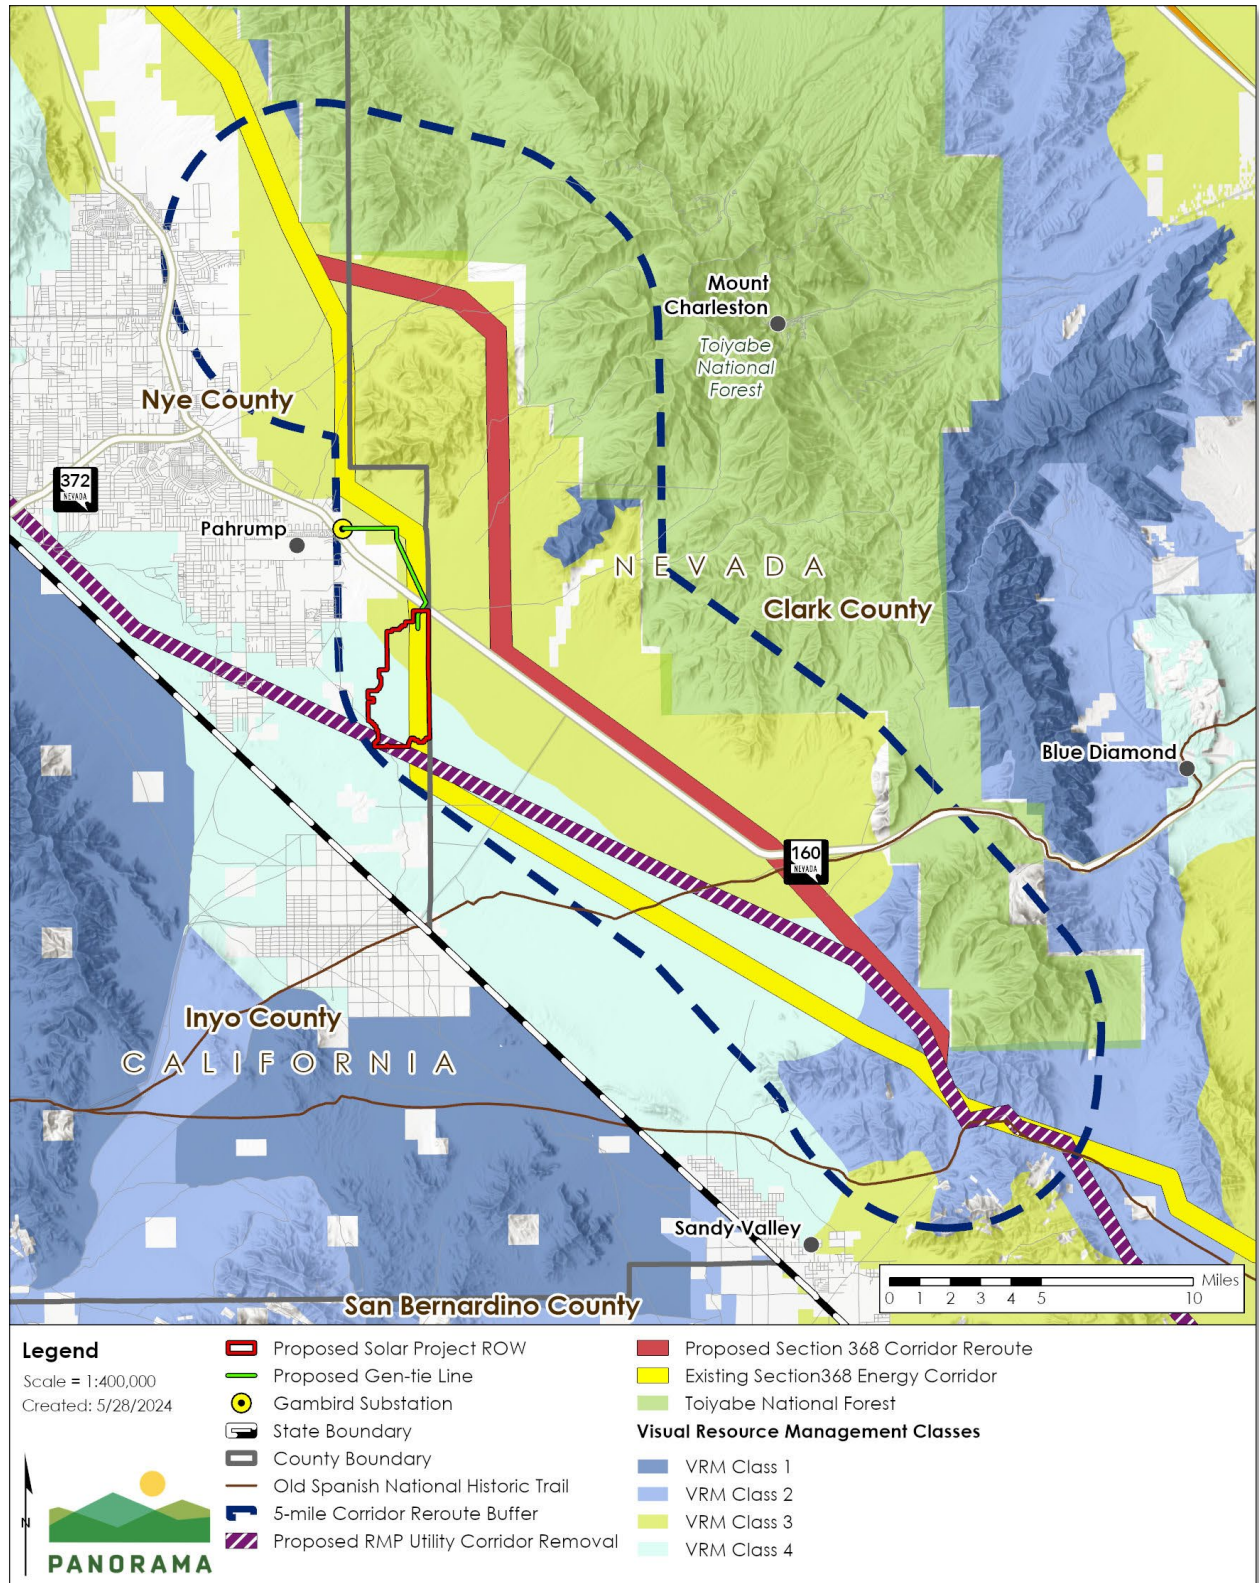 Mount
Charleston
Toiyabe
National
Forest
Nye County
372
NEVADA
Pahrump
NEVADA
Clark County
Blue Diamond
160
NEVADA
Inyo County
CALIFORNIA
Sandy Valley
San Bernardino County
Miles
0 1 2 3 4 5 10
Legend
Scale = 1:400,000
Created: 5/28/2024
N
PANORAMA
Proposed Solar Project ROW
Proposed Gen-tie Line
Gambird Substation
State Boundary
County Boundary
Old Spanish National Historic Trail
5-mile Corridor Reroute Buffer
Proposed RMP Utility Corridor Removal
Proposed Section 368 Corridor Reroute
Existing Section368 Energy Corridor
Toiyabe National Forest
Visual Resource Management Classes
VRM Class 1
VRM Class 2
VRM Class 3
VRM Class 4